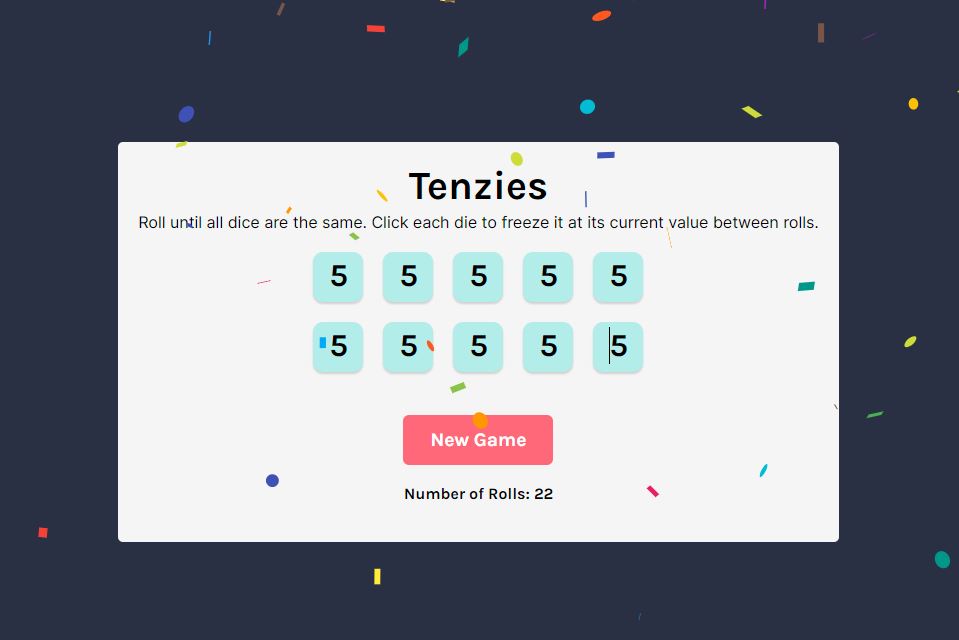 Tenzies
Roll until all dice are the same. Click each die to freeze it at its current value between rolls.
5 5 5 5 5
5 5 5 5 5
New Game
Number of Rolls: 22